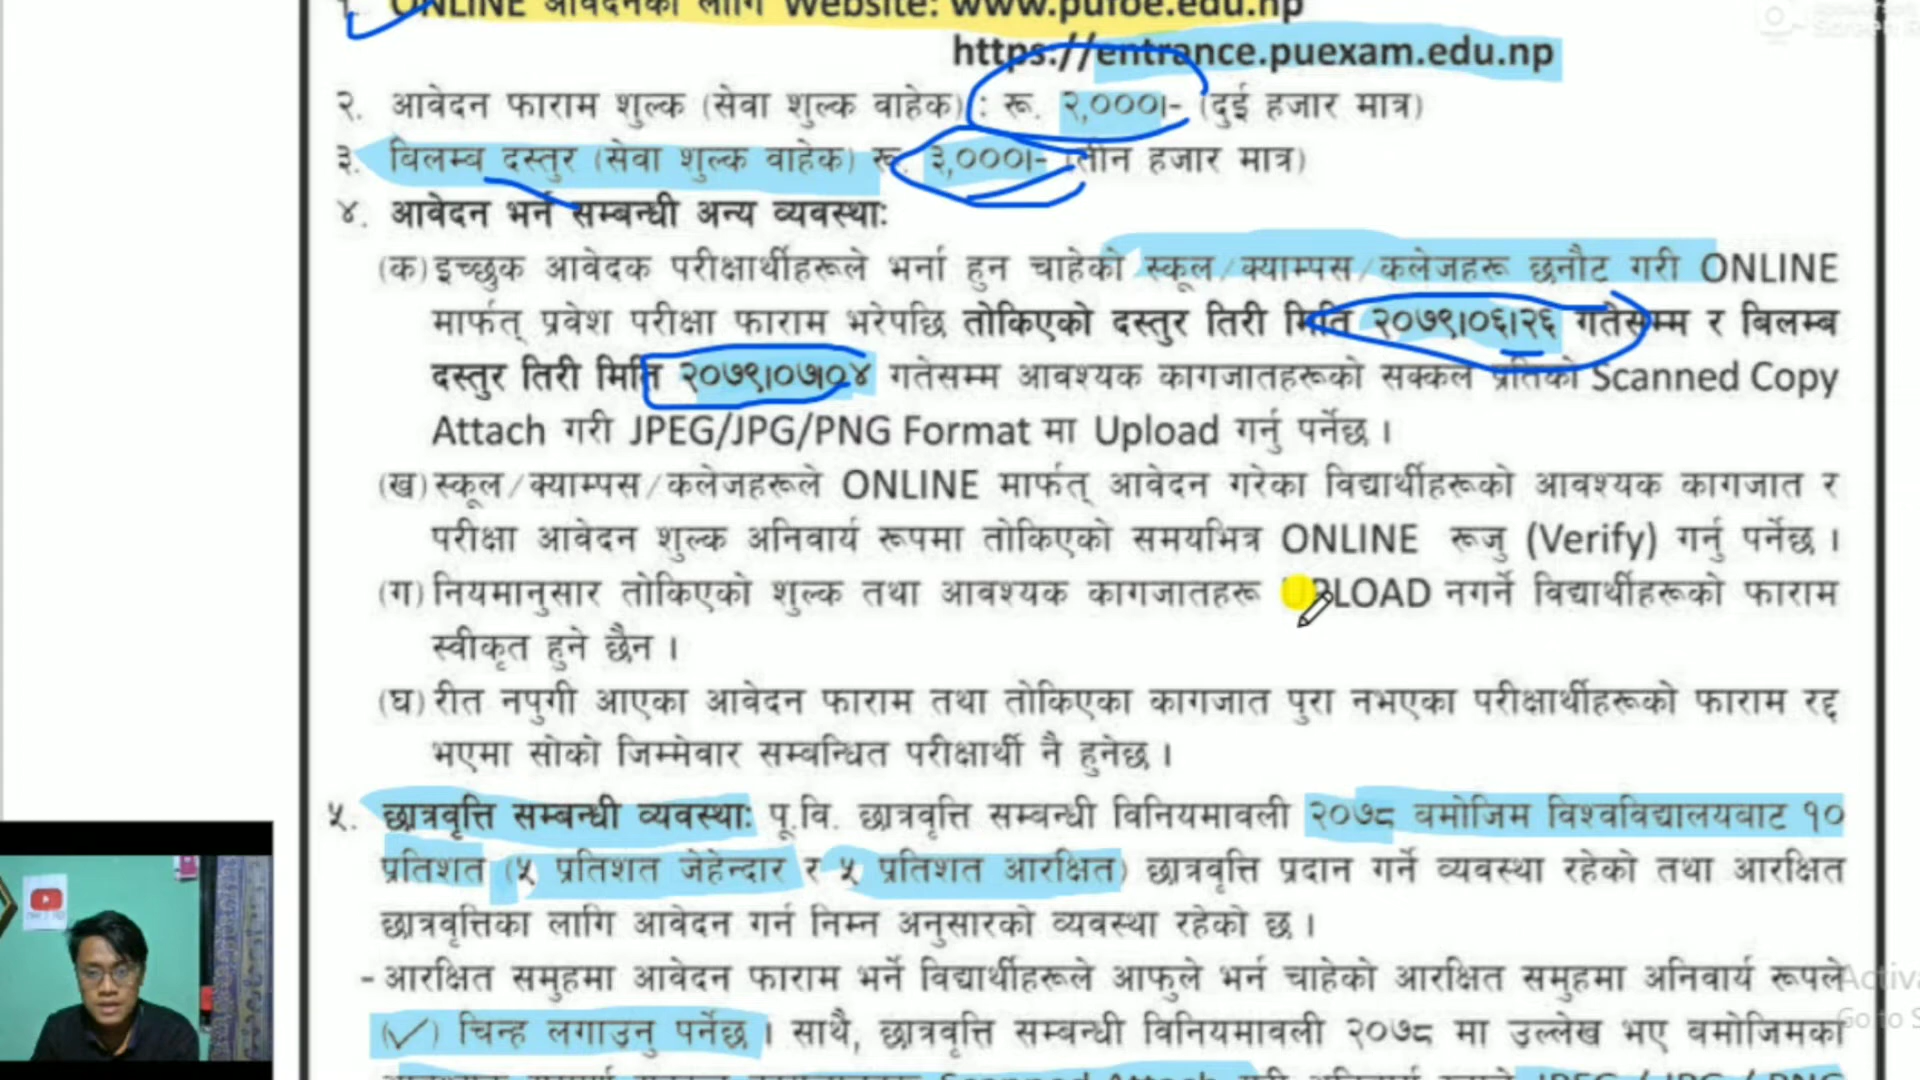 १. ONLINE आवेदनका लागि Website: www.pufoe.edu.np
https://entrance.puexam.edu.np
२. आवेदन फाराम शुल्क (सेवा शुल्क वाहेक) : रू. २,०००।- (दुई हजार मात्र)
३. विलम्ब दस्तुर (सेवा शुल्क वाहेक) रू. ३,०००।- (तीन हजार मात्र)
४. आवेदन भर्ने सम्बन्धी अन्य व्यवस्थाः
(क) इच्छुक आवेदक परीक्षार्थीहरूले भर्ना हुन चाहेको स्कूल/क्याम्पस/कलेजहरू छनौट गरी ONLINE
मार्फत् प्रवेश परीक्षा फाराम भरेपछि तोकिएको दस्तुर तिरी मिति २०७९।०६।२६ गतेसम्म र विलम्ब
दस्तुर तिरी मिति २०७९।०७।०४ गतेसम्म आवश्यक कागजातहरूको सक्कल प्रतिको Scanned Copy
Attach गरी JPEG/JPG/PNG Format मा Upload गर्नु पर्नेछ ।
(ख) स्कूल/क्याम्पस/कलेजहरूले ONLINE मार्फत् आवेदन गरेका विद्यार्थीहरूको आवश्यक कागजात र
परीक्षा आवेदन शुल्क अनिवार्य रूपमा तोकिएको समयभित्र ONLINE रूजु (Verify) गर्नु पर्नेछ ।
(ग) नियमानुसार तोकिएको शुल्क तथा आवश्यक कागजातहरू UPLOAD नगर्ने विद्यार्थीहरूको फाराम
स्वीकृत हुने छैन ।
(घ) रीत नपुगी आएका आवेदन फाराम तथा तोकिएका कागजात पुरा नभएका परीक्षार्थीहरूको फाराम रद्द
भएमा सोको जिम्मेवार सम्बन्धित परीक्षार्थी नै हुनेछ ।
५. छात्रवृत्ति सम्बन्धी व्यवस्थाः पू.वि. छात्रवृत्ति सम्बन्धी विनियमावली २०७८ बमोजिम विश्वविद्यालयबाट १०
प्रतिशत (५ प्रतिशत जेहेन्दार र ५ प्रतिशत आरक्षित) छात्रवृत्ति प्रदान गर्ने व्यवस्था रहेको तथा आरक्षित
छात्रवृत्तिका लागि आवेदन गर्न निम्न अनुसारको व्यवस्था रहेको छ ।
- आरक्षित समुहमा आवेदन फाराम भर्ने विद्यार्थीहरूले आफुले भर्न चाहेको आरक्षित समुहमा अनिवार्य रूपले
(✓) चिन्ह लगाउनु पर्नेछ । साथै, छात्रवृत्ति सम्बन्धी विनियमावली २०७८ मा उल्लेख भए बमोजिमका